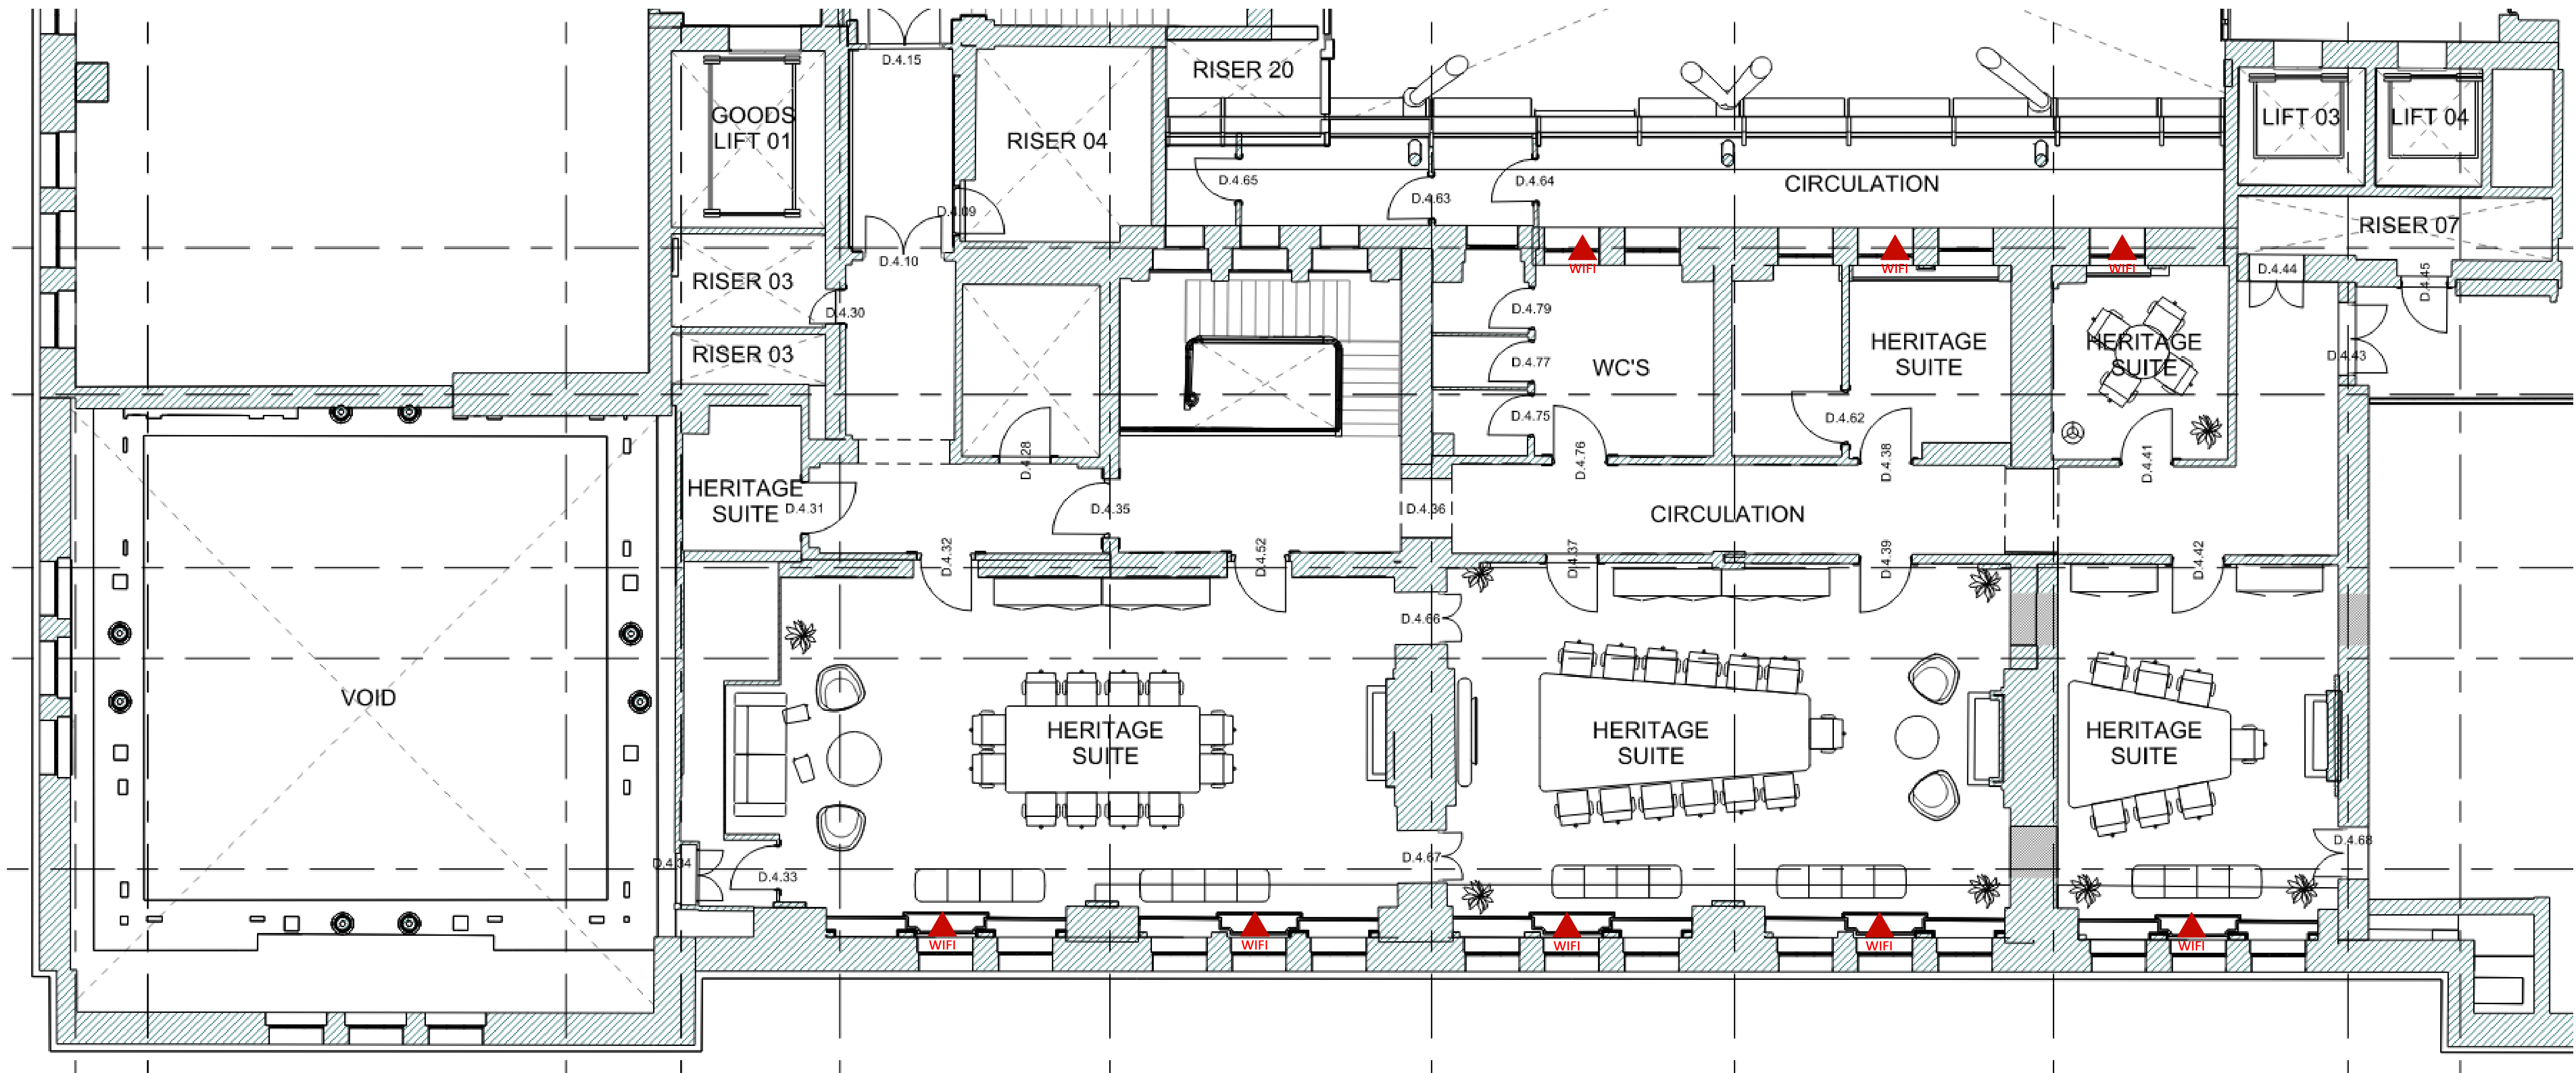 D.4.15
RISER 20
GOODS
LIFT 01
RISER 04
LIFT 03
LIFT 04
D.4.65
D.4.64
CIRCULATION
D.4.63
D.4.09
RISER 07
D.4.10
WIFI
WIFI
WIFI
D.4.44
D.4.45
RISER 03
D.4.30
D.4.79
RISER 03
D.4.77
WC'S
HERITAGE
SUITE
HERITAGE
SUITE
D.4.43
D.4.75
D.4.62
D.4.28
D.4.76
D.4.38
D.4.41
HERITAGE
SUITE
D.4.31
D.4.35
D.4.36
CIRCULATION
D.4.32
D.4.52
D.4.37
D.4.39
D.4.42
D.4.66
VOID
HERITAGE
SUITE
HERITAGE
SUITE
HERITAGE
SUITE
D.4.34
D.4.33
D.4.67
D.4.68
WIFI
WIFI
WIFI
WIFI
WIFI